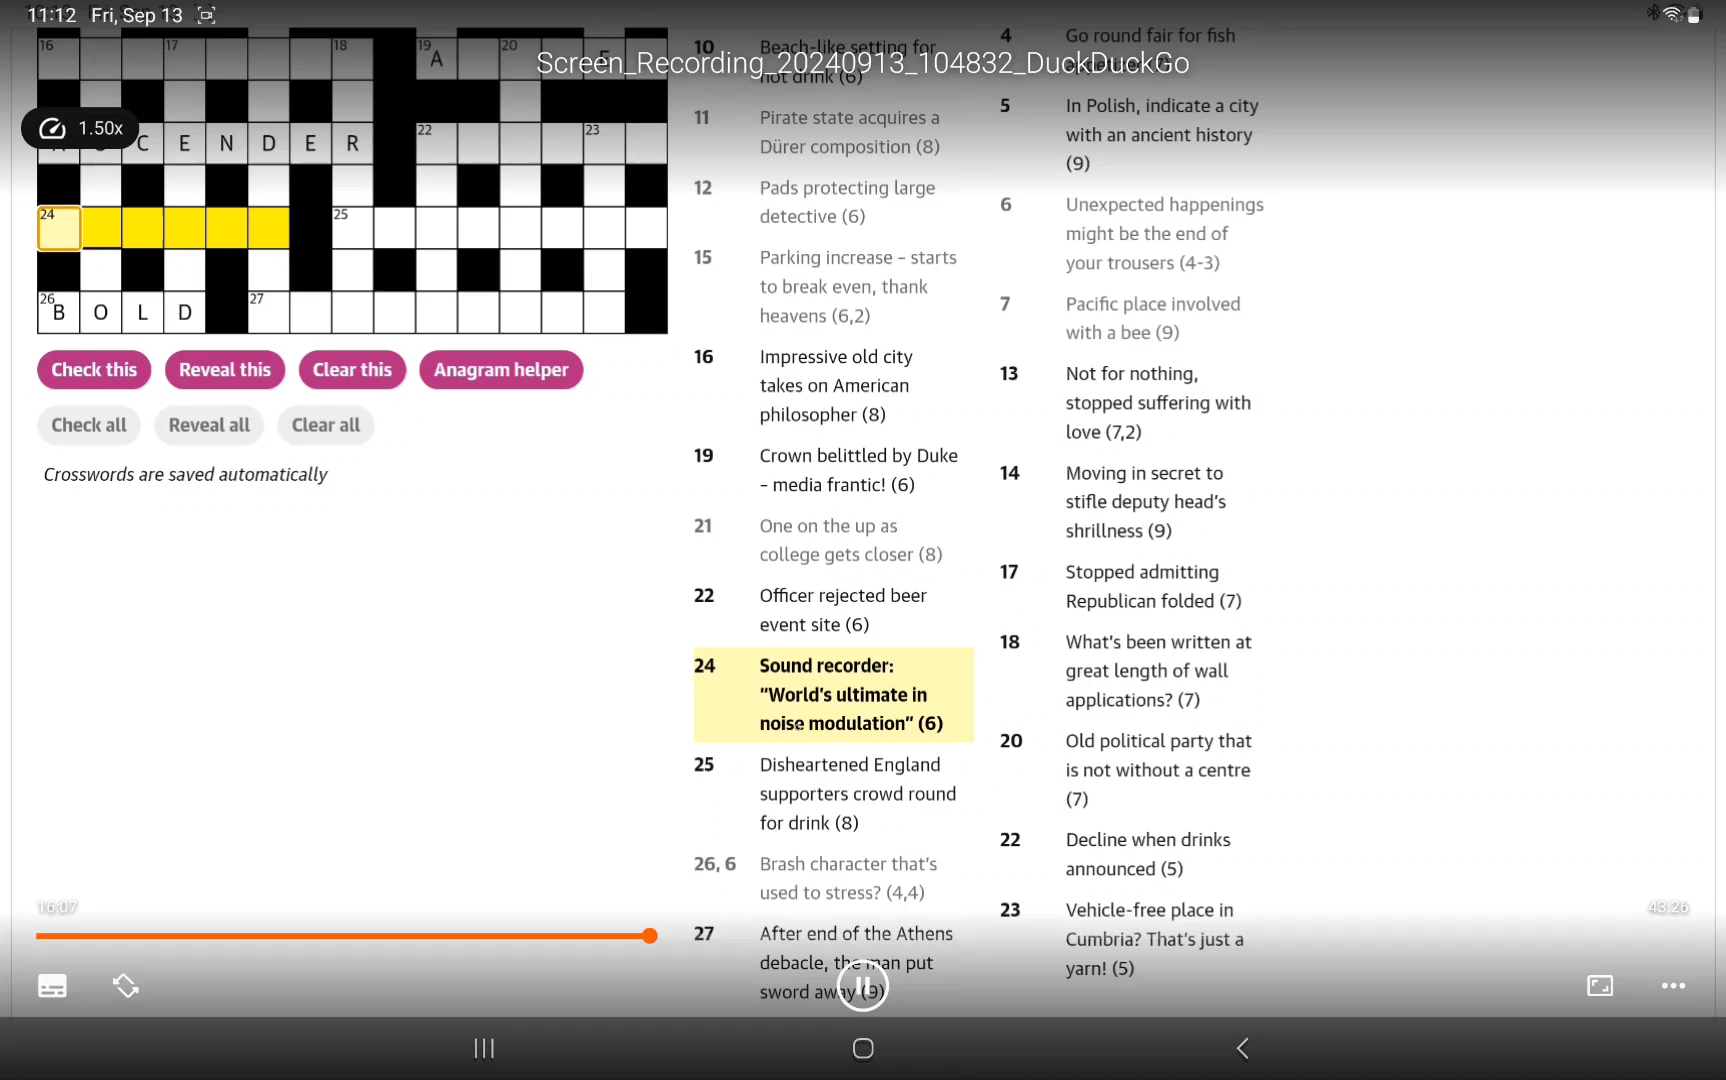 11:12 Fri, Sep 13
Screen_Recording_20240913_104832_DuckDuckGo
1.50x
16 17 18 19 20
A E
C E N D E R 22 23
24 25
26 27
B O L D
Check this Reveal this Clear this Anagram helper
Check all Reveal all Clear all
Crosswords are saved automatically
10 Beach-like setting for
hot drink (6)
11 Pirate state acquires a
Dürer composition (8)
12 Pads protecting large
detective (6)
15 Parking increase – starts
to break even, thank
heavens (6,2)
16 Impressive old city
takes on American
philosopher (8)
19 Crown belittled by Duke
– media frantic! (6)
21 One on the up as
college gets closer (8)
22 Officer rejected beer
event site (6)
24 Sound recorder:
“World’s ultimate in
noise modulation” (6)
25 Disheartened England
supporters crowd round
for drink (8)
26, 6 Brash character that’s
used to stress? (4,4)
27 After end of the Athens
debacle, the man put
sword away (9)
4 Go round fair for fish
5 In Polish, indicate a city
with an ancient history
(9)
6 Unexpected happenings
might be the end of
your trousers (4-3)
7 Pacific place involved
with a bee (9)
13 Not for nothing,
stopped suffering with
love (7,2)
14 Moving in secret to
stifle deputy head’s
shrillness (9)
17 Stopped admitting
Republican folded (7)
18 What’s been written at
great length of wall
applications? (7)
20 Old political party that
is not without a centre
(7)
22 Decline when drinks
announced (5)
23 Vehicle-free place in
Cumbria? That’s just a
yarn! (5)
16:07
43:26